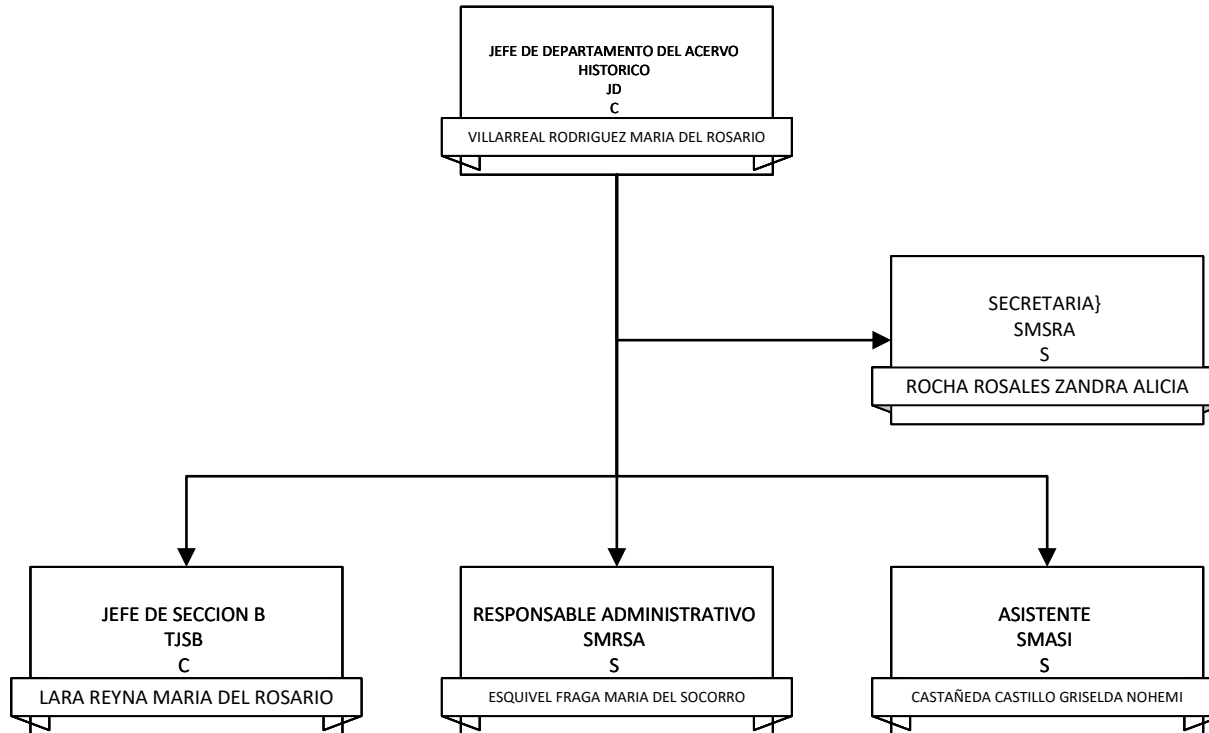 JEFE DE DEPARTAMENTO DEL ACERVO
HISTORICO
JD
C
VILLARREAL RODRIGUEZ MARIA DEL ROSARIO
SECRETARIA}
SMSRA
S
ROCHA ROSALES ZANDRA ALICIA
JEFE DE SECCION B
TJSB
C
LARA REYNA MARIA DEL ROSARIO
RESPONSABLE ADMINISTRATIVO
SMRSA
S
ESQUIVEL FRAGA MARIA DEL SOCORRO
ASISTENTE
SMASI
S
CASTAÑEDA CASTILLO GRISELDA NOHEMI